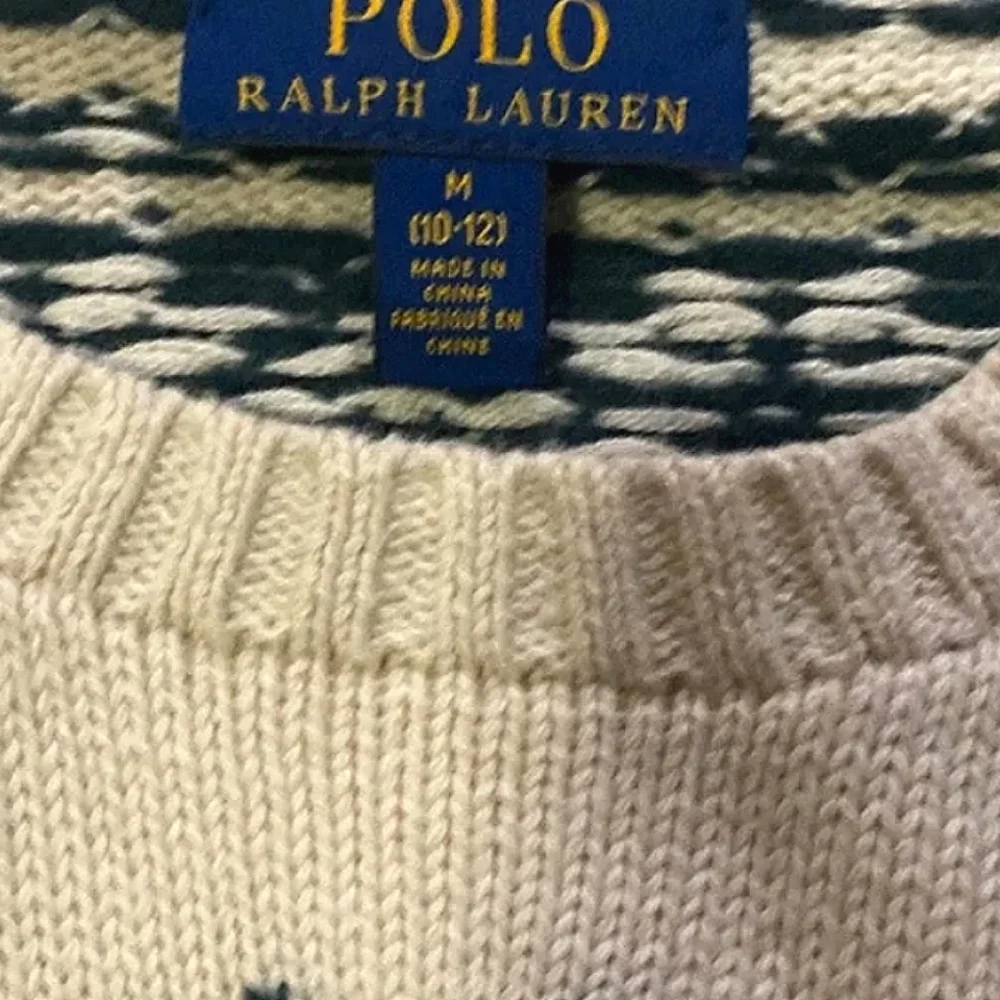 POLO
RALPH LAUREN
M
(10-12)
MADE IN
CHINA
FABRIQUÉ EN
CHINE